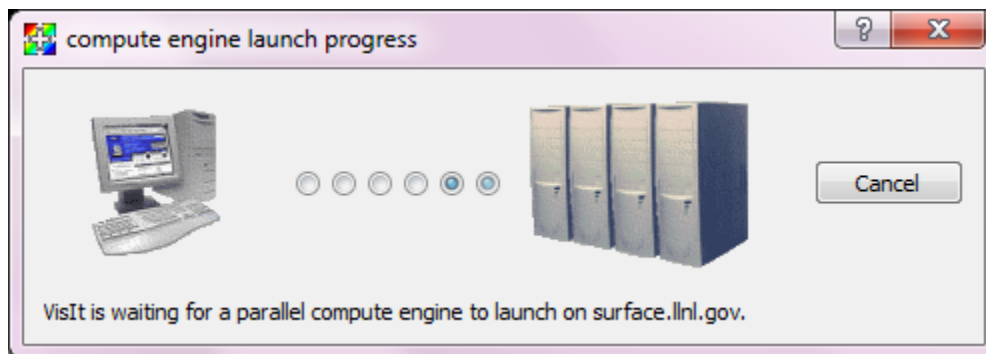 compute engine launch progress
Cancel
VisIt is waiting for a parallel compute engine to launch on surface.llnl.gov.